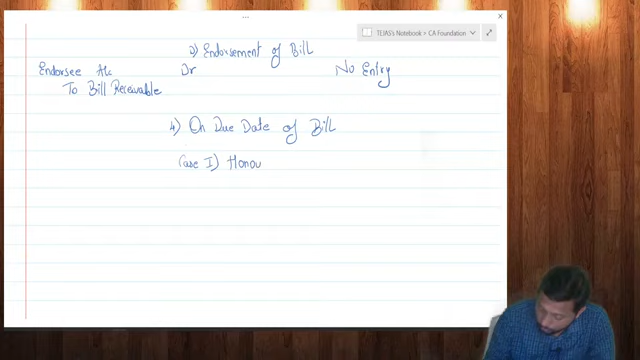 TEJAS's Notebook > CA Foundation
3) Endorsement of Bill
Endorsee A/c Dr No Entry
To Bill Receivable
4) On Due Date of Bill
Case I) Honou